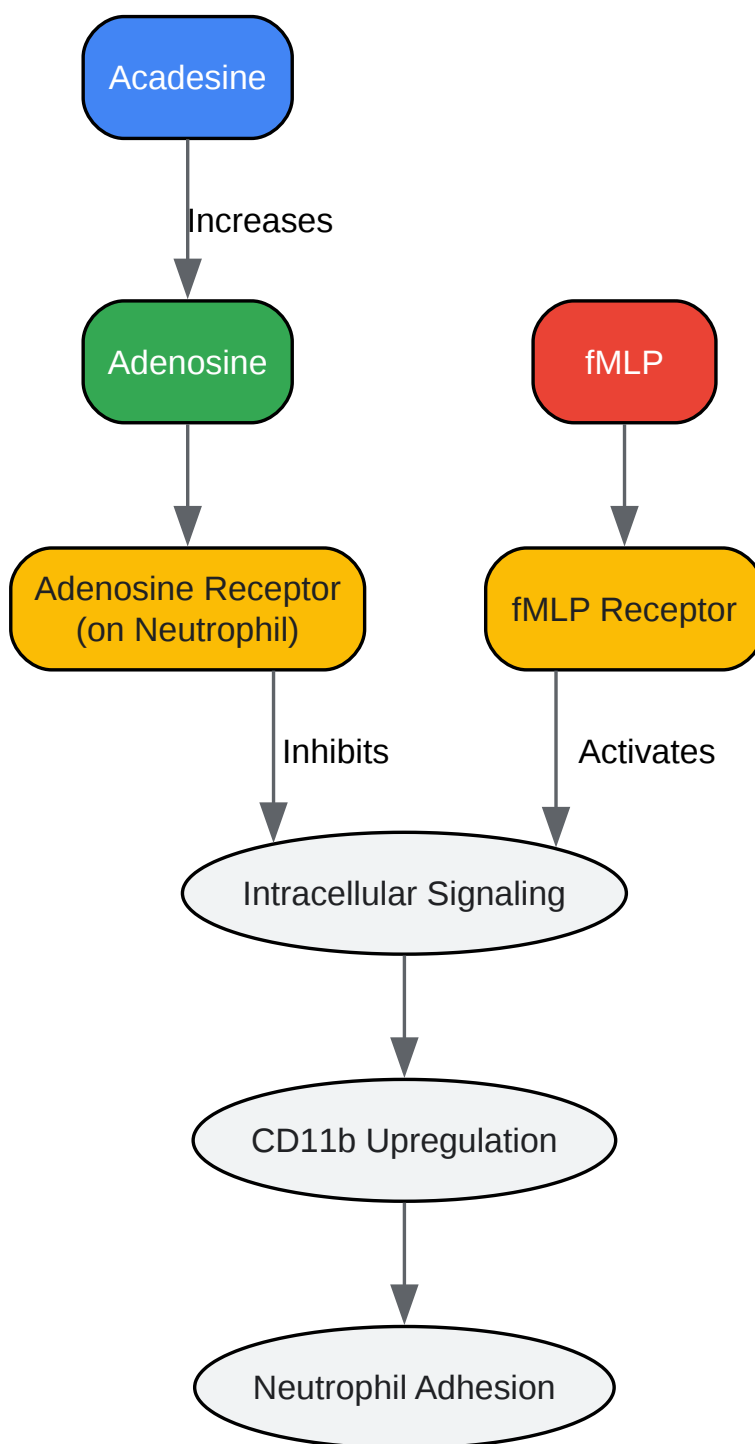 Acadesine
Increases
Adenosine
fMLP
Adenosine Receptor
(on Neutrophil)
fMLP Receptor
Inhibits
Activates
Intracellular Signaling
CD11b Upregulation
Neutrophil Adhesion